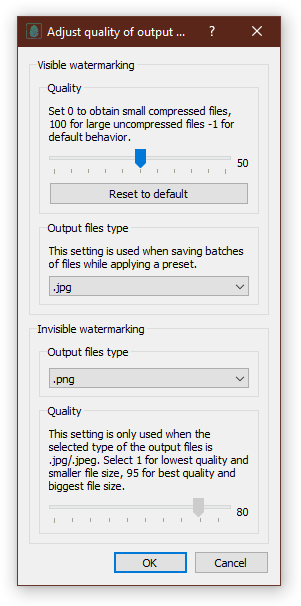 Adjust quality of output ...
?
Visible watermarking
Quality
Set 0 to obtain small compressed files,
100 for large uncompressed files -1 for
default behavior.
50
Reset to default
Output files type
This setting is used when saving batches
of files while applying a preset.
.jpg
Invisible watermarking
Output files type
.png
Quality
This setting is only used when the
selected type of the output files is
.jpg/.jpeg. Select 1 for lowest quality and
smaller file size, 95 for best quality and
biggest file size.
80
OK
Cancel